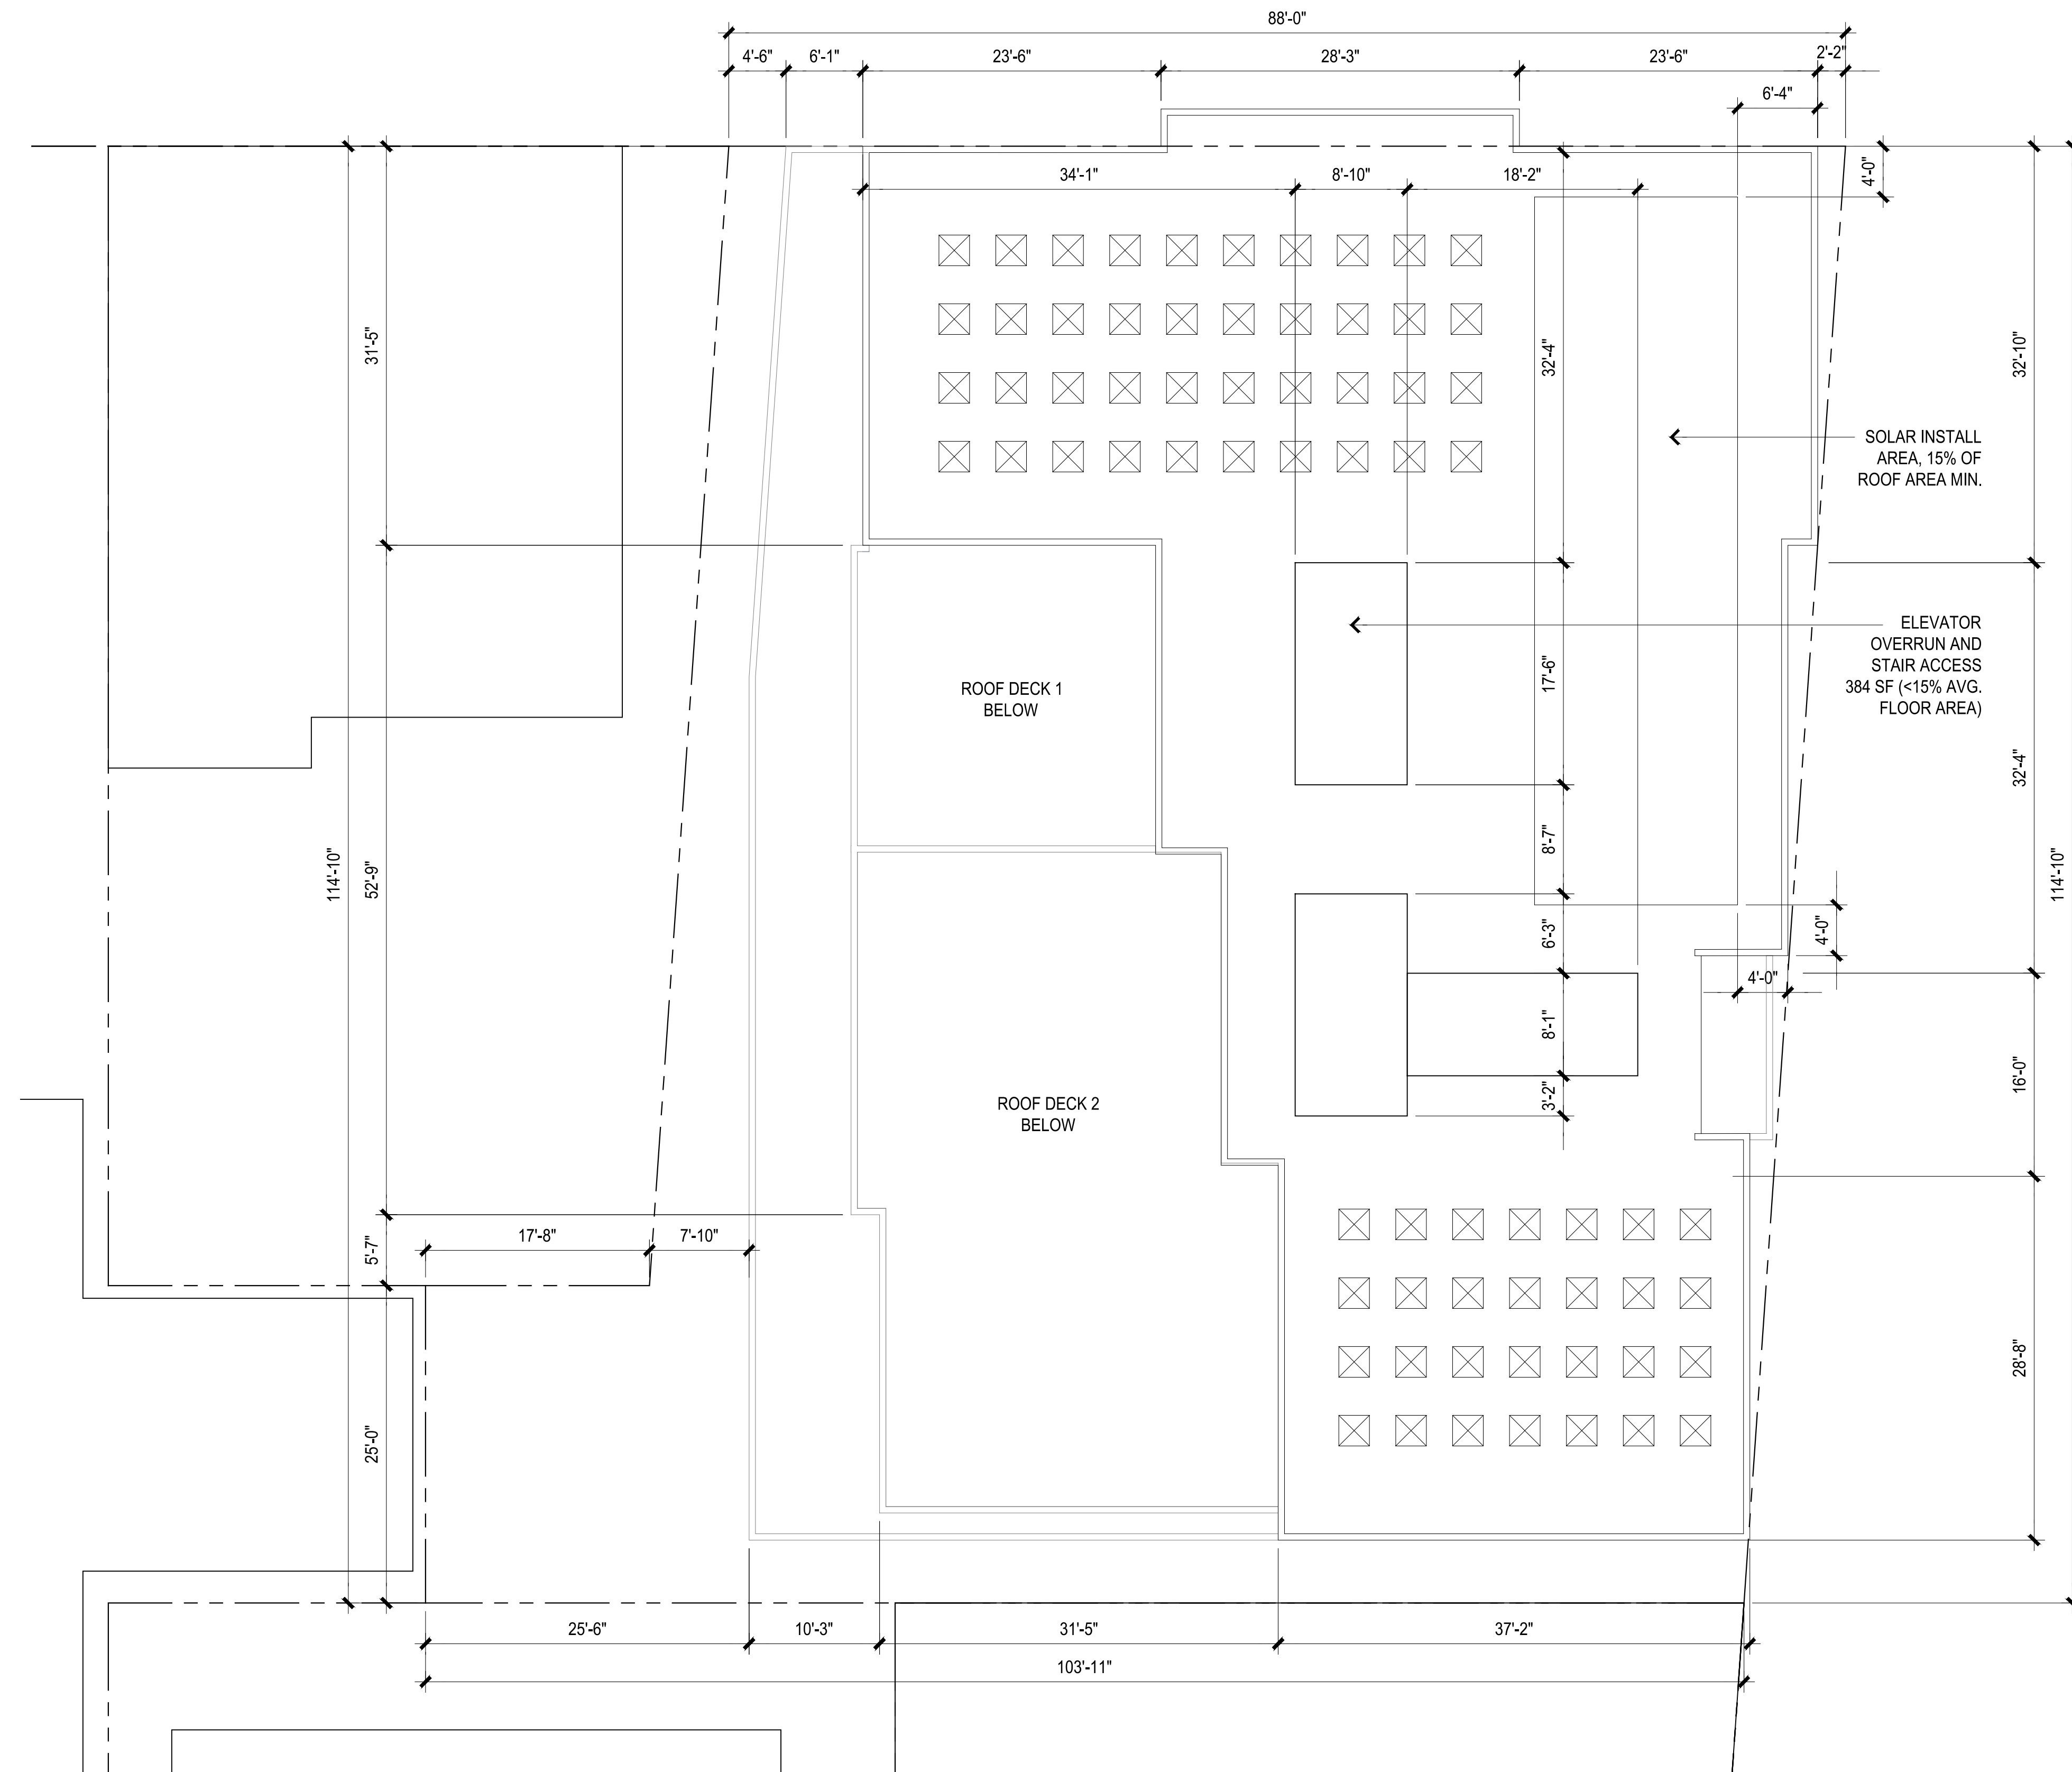 88'-0"
4'-6" 6'-1" 23'-6" 28'-3" 23'-6" 2'-2"
6'-4"
34'-1" 8'-10" 18'-2" 4'-0"
31'-5" 32'-4" 32'-10"
SOLAR INSTALL
AREA, 15% OF
ROOF AREA MIN.
ELEVATOR
OVERRUN AND
STAIR ACCESS
384 SF (<15% AVG.
FLOOR AREA)
ROOF DECK 1
BELOW
17'-6"
32'-4"
8'-7"
114'-10" 52'-9" 114'-10"
6'-3" 4'-0"
4'-0"
8'-1" 16'-0"
3'-2"
ROOF DECK 2
BELOW
17'-8" 7'-10"
5'-7"
28'-8"
25'-0"
25'-6" 10'-3" 31'-5" 37'-2"
103'-11"